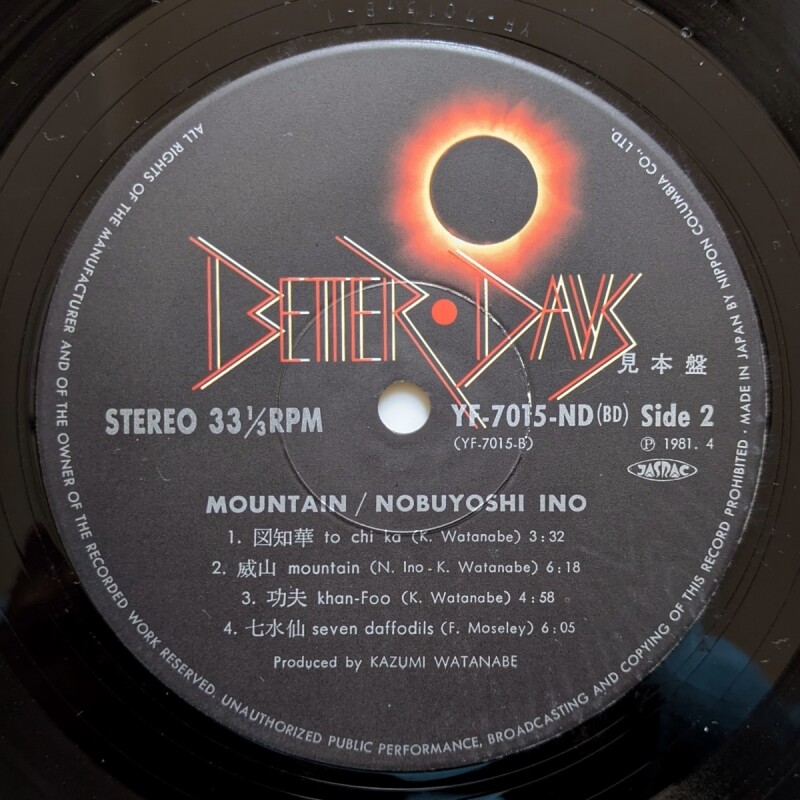 BETTER・DAYS
見本盤
STEREO 33⅓RPM
YF-7015-ND(BD) Side 2
(YF-7015-B)
Ⓟ 1981. 4
JASRAC
MOUNTAIN / NOBUYOSHI INO
1. 図知華 to chi ka (K. Watanabe) 3:32
2. 威山 mountain (N. Ino - K. Watanabe) 6:18
3. 功夫 khan-Foo (K. Watanabe) 4:58
4. 七水仙 seven daffodils (F. Moseley) 6:05
Produced by KAZUMI WATANABE
ALL RIGHTS OF THE MANUFACTURER AND OF THE OWNER OF THE RECORDED WORK RESERVED. UNAUTHORIZED PUBLIC PERFORMANCE, BROADCASTING AND COPYING OF THIS RECORD PROHIBITED · MADE IN JAPAN BY NIPPON COLUMBIA CO., LTD.